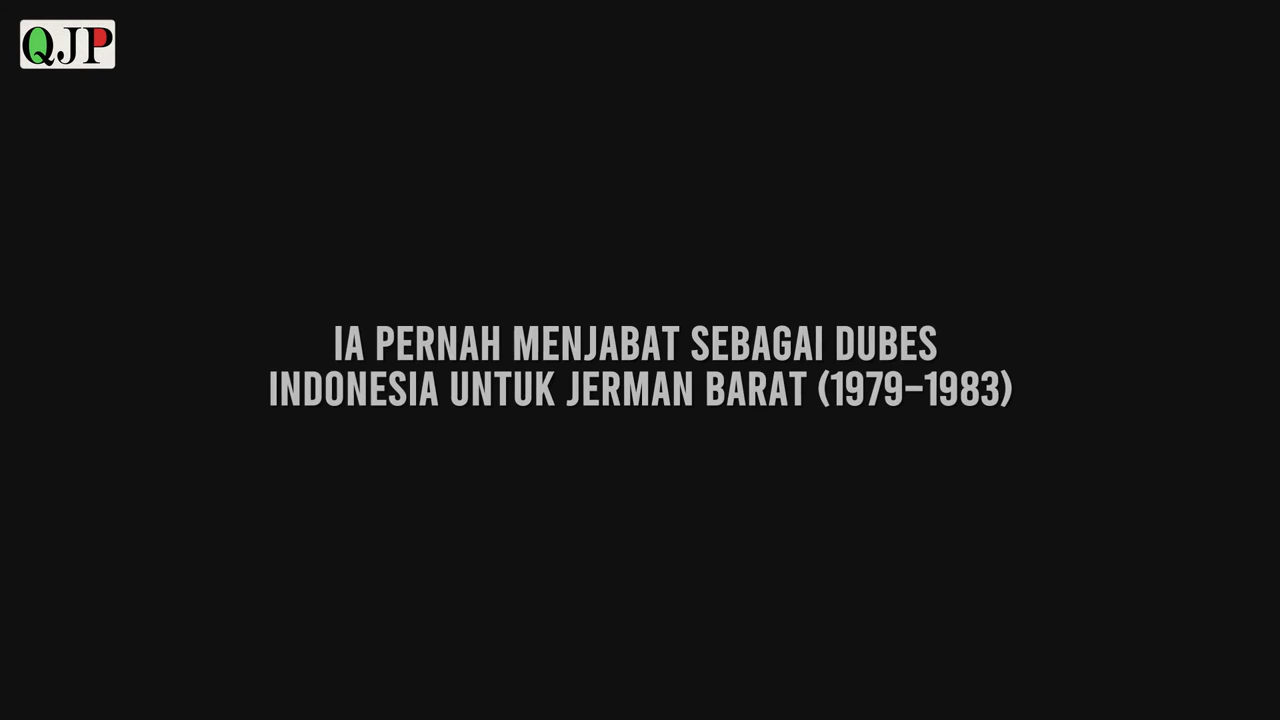 QJP
IA PERNAH MENJABAT SEBAGAI DUBES
INDONESIA UNTUK JERMAN BARAT (1979–1983)